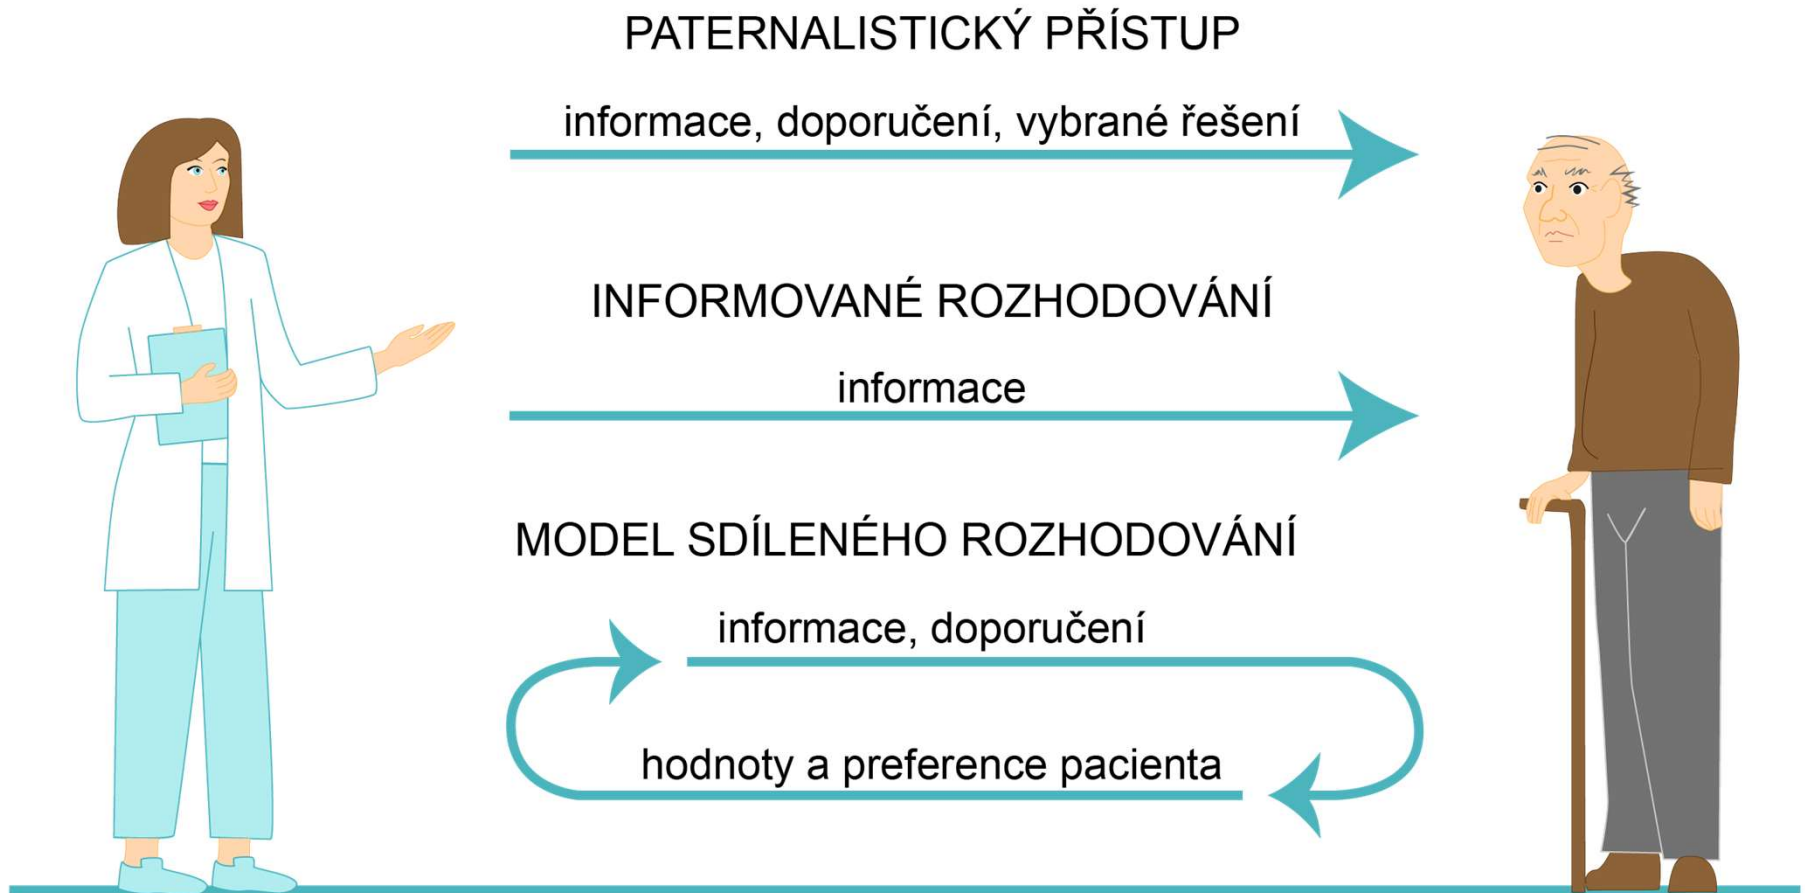 PATERNALISTICKÝ PŘÍSTUP
informace, doporučení, vybrané řešení
INFORMOVANÉ ROZHODOVÁNÍ
informace
MODEL SDÍLENÉHO ROZHODOVÁNÍ
informace, doporučení
hodnoty a preference pacienta